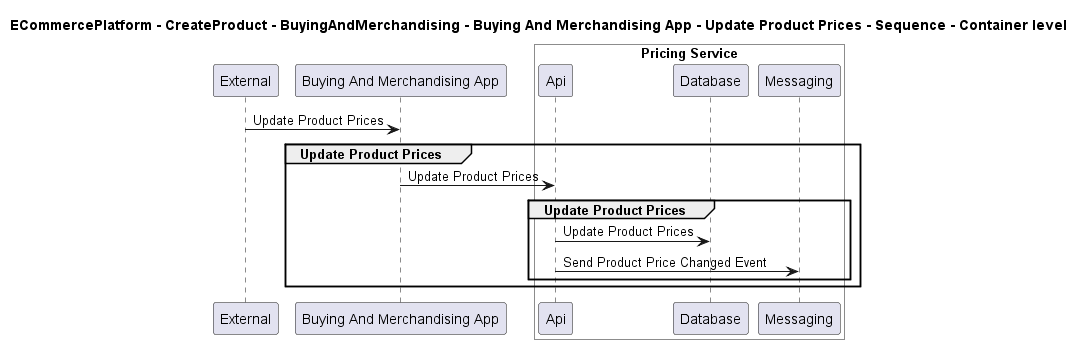 ECommercePlatform - CreateProduct - BuyingAndMerchandising - Buying And Merchandising App - Update Product Prices - Sequence - Container level
Pricing Service
External
Buying And Merchandising App
Api
Database
Messaging
Update Product Prices
Update Product Prices
Update Product Prices
Update Product Prices
Update Product Prices
Send Product Price Changed Event
External
Buying And Merchandising App
Api
Database
Messaging